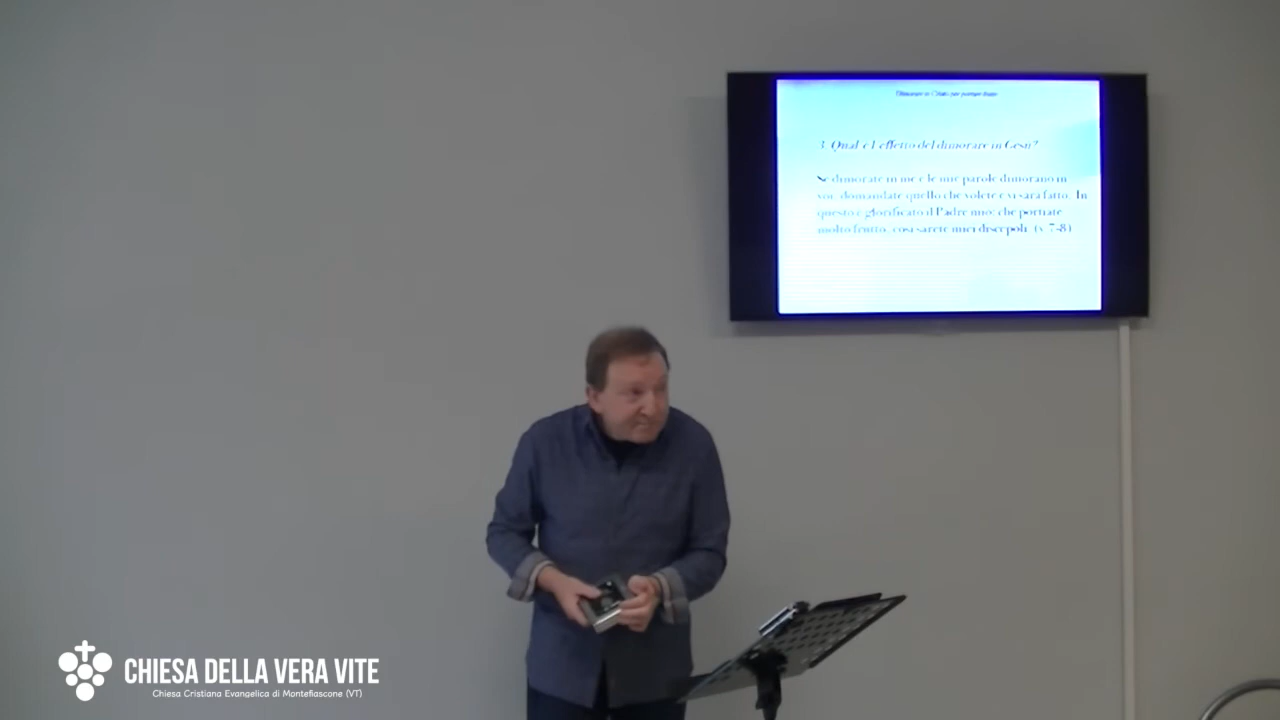 Dimorare in Cristo per portare frutto
3. Qual è l'effetto del dimorare in Gesù?
Se dimorate in me e le mie parole dimorano in
voi, domandate quello che volete e vi sarà fatto. In
questo è glorificato il Padre mio: che portiate
molto frutto, così sarete miei discepoli. (v. 7-8)
CHIESA DELLA VERA VITE
Chiesa Cristiana Evangelica di Montefiascone (VT)